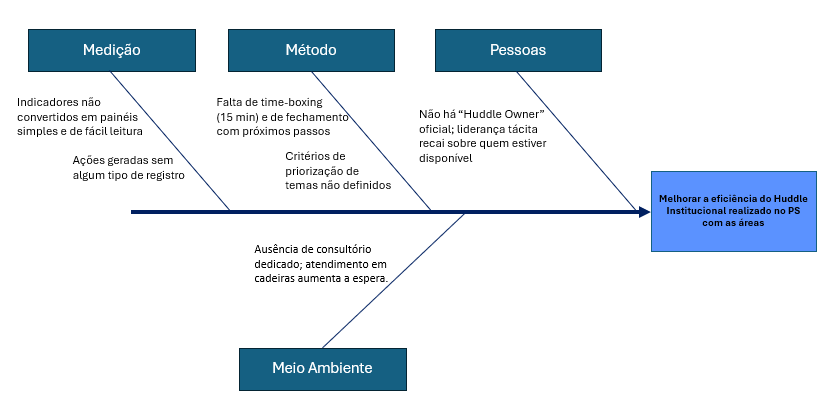 Medição
Método
Pessoas
Indicadores não
convertidos em painéis
simples e de fácil leitura
Ações geradas sem
algum tipo de registro
Falta de time-boxing
(15 min) e de fechamento
com próximos passos
Critérios de
priorização de
temas não definidos
Não há “Huddle Owner”
oficial; liderança tácita
recai sobre quem estiver
disponível
Melhorar a eficiência do Huddle
Institucional realizado no PS
com as áreas
Ausência de consultório
dedicado; atendimento em
cadeiras aumenta a espera.
Meio Ambiente